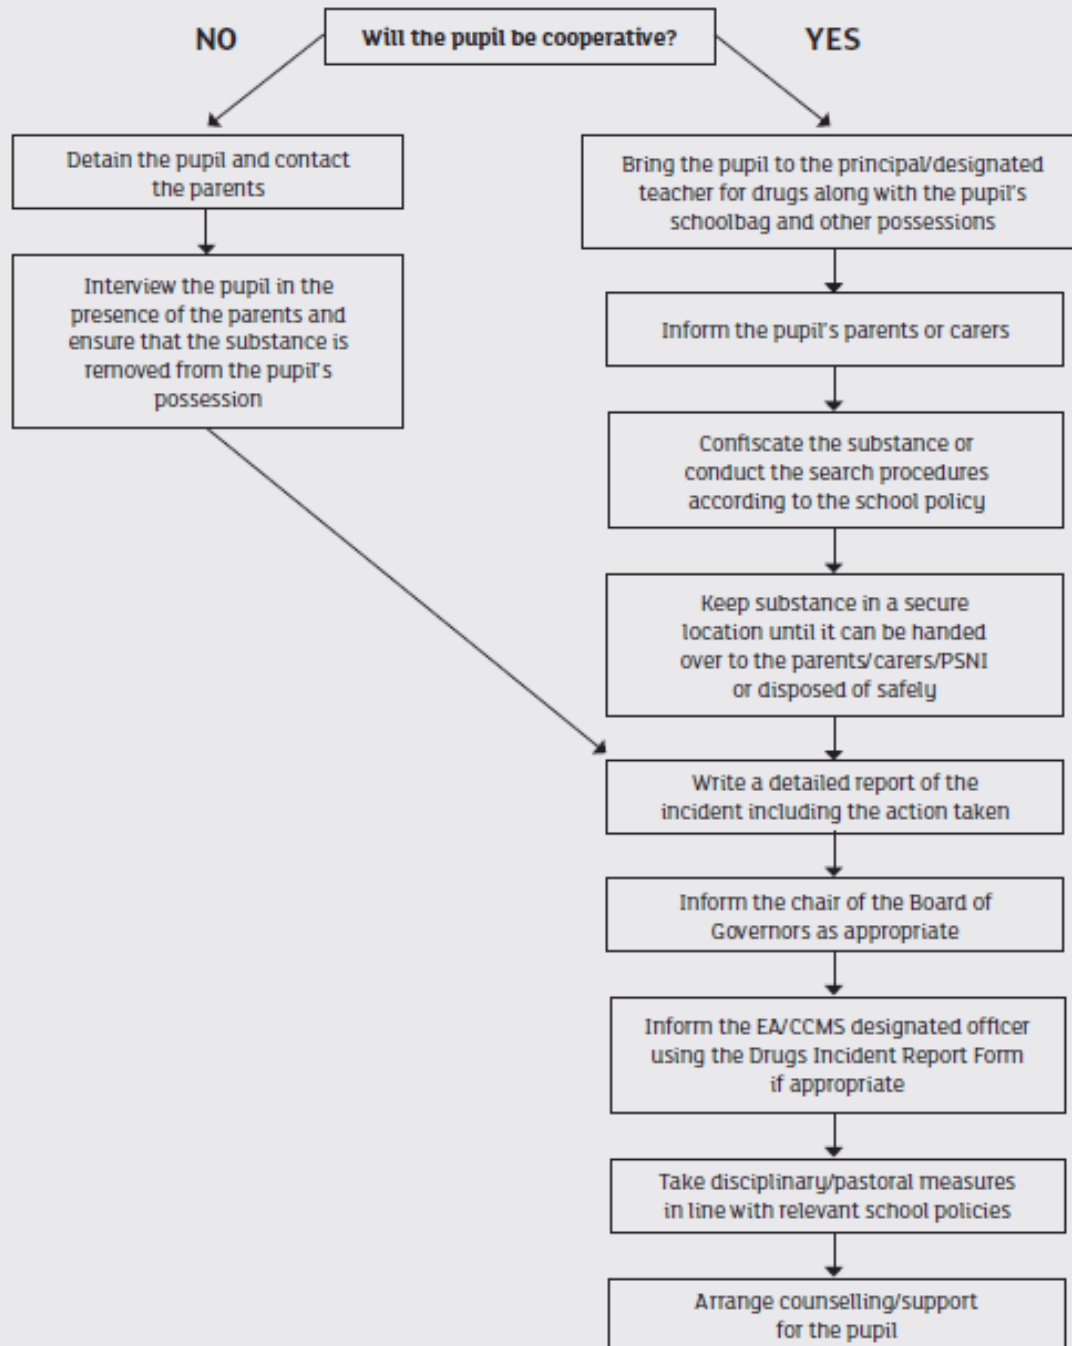 NO
Will the pupil be cooperative?
YES
Detain the pupil and contact
the parents
Interview the pupil in the
presence of the parents and
ensure that the substance is
removed from the pupil's
possession
Bring the pupil to the principal/designated
teacher for drugs along with the pupil's
schoolbag and other possessions
Inform the pupil's parents or carers
Confiscate the substance or
conduct the search procedures
according to the school policy
Keep substance in a secure
location until it can be handed
over to the parents/carers/PSNI
or disposed of safely
Write a detailed report of the
incident including the action taken
Inform the chair of the Board of
Governors as appropriate
Inform the EA/CCMS designated officer
using the Drugs Incident Report Form
if appropriate
Take disciplinary/pastoral measures
in line with relevant school policies
Arrange counselling/support
for the pupil